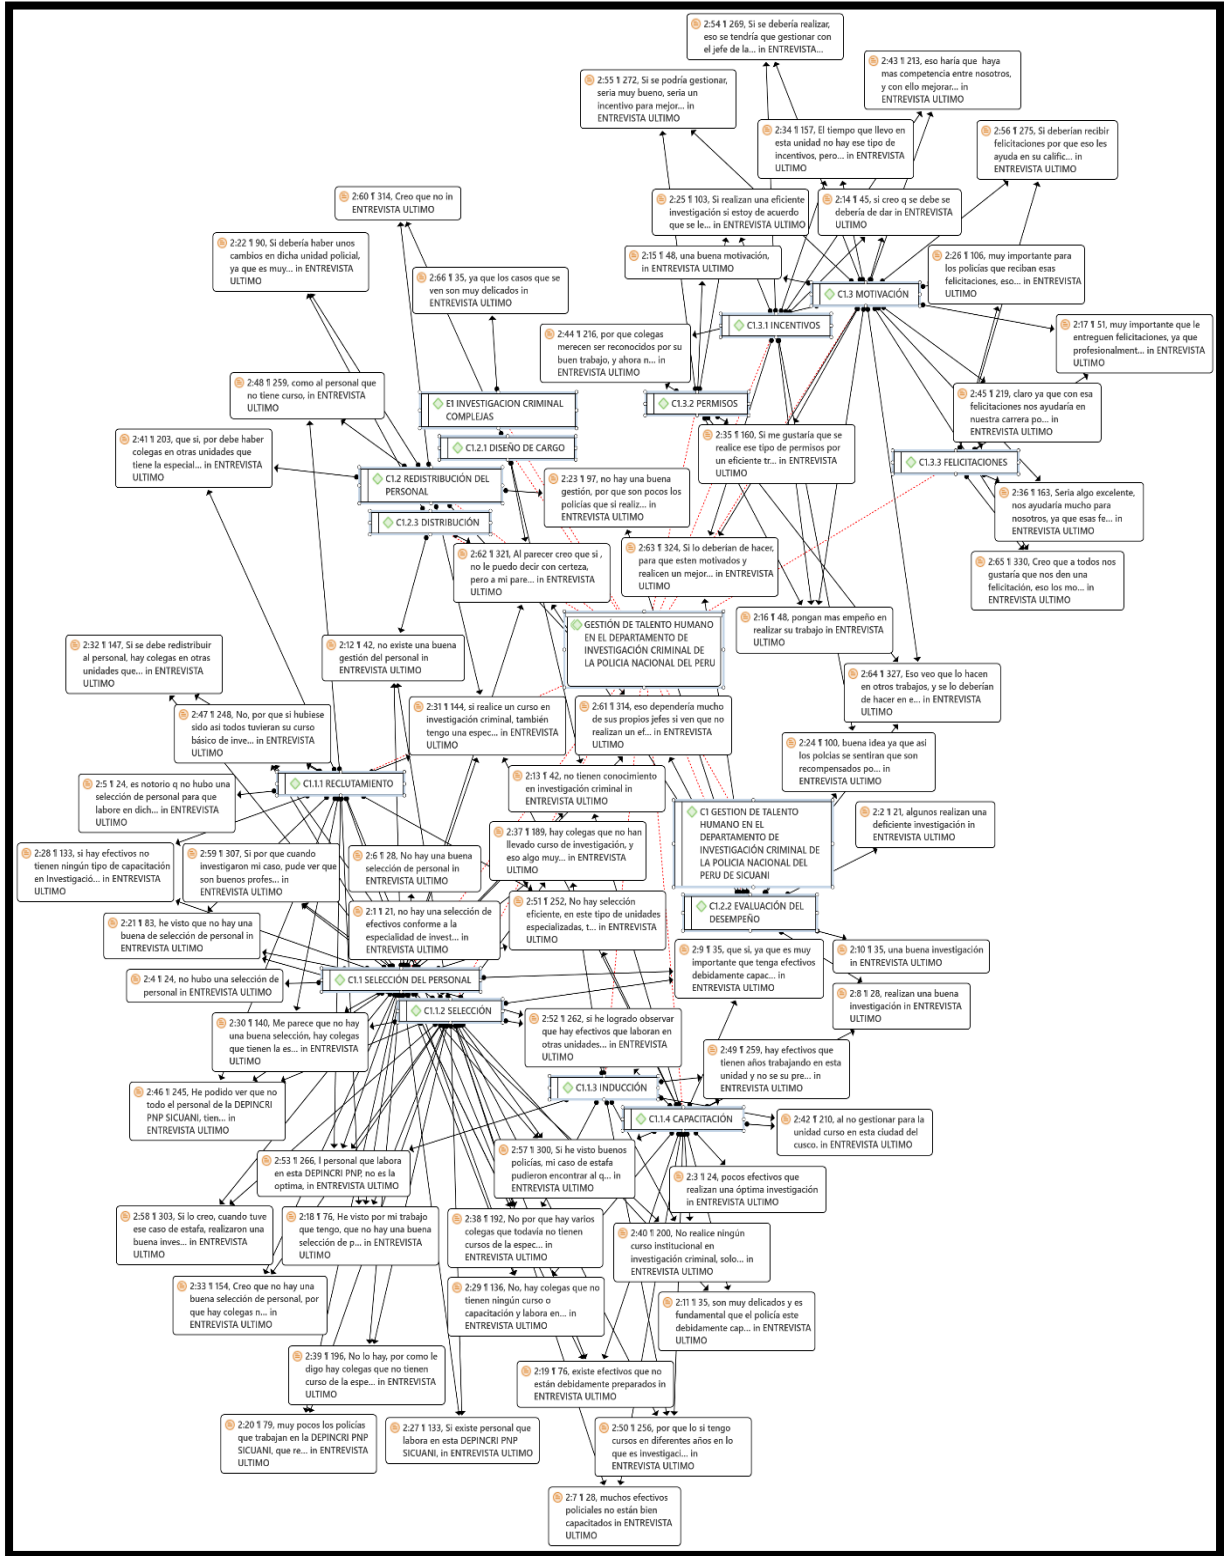 2:54 ¶ 269, Si se debería realizar,
eso se tendría que gestionar con
el jefe de la... in ENTREVISTA...
2:43 ¶ 213, eso haría que haya
mas competencia entre nosotros,
y con ello mejorar... in
ENTREVISTA ULTIMO
2:55 ¶ 272, Si se podría gestionar,
seria muy bueno, seria un
incentivo para mejor... in
ENTREVISTA ULTIMO
2:34 ¶ 157, El tiempo que llevo en
esta unidad no hay ese tipo de
incentivos, pero... in ENTREVISTA
ULTIMO
2:56 ¶ 275, Si deberían recibir
felicitaciones por que eso les
ayuda en su calific... in
ENTREVISTA ULTIMO
2:60 ¶ 314, Creo que no in
ENTREVISTA ULTIMO
2:25 ¶ 103, Si realizan una eficiente
investigación si estoy de acuerdo
que se le... in ENTREVISTA
ULTIMO
2:14 ¶ 45, si creo q se debe se
debería de dar in ENTREVISTA
ULTIMO
2:22 ¶ 90, Si debería haber unos
cambios en dicha unidad policial,
ya que es muy... in ENTREVISTA
ULTIMO
2:15 ¶ 48, una buena motivación,
in ENTREVISTA ULTIMO
2:26 ¶ 106, muy importante para
los policías que reciban esas
felicitaciones, eso... in
ENTREVISTA ULTIMO
2:66 ¶ 35, ya que los casos que se
ven son muy delicados in
ENTREVISTA ULTIMO
C1.3 MOTIVACIÓN
C1.3.1 INCENTIVOS
2:17 ¶ 51, muy importante que le
entreguen felicitaciones, ya que
profesionalment... in ENTREVISTA
ULTIMO
2:44 ¶ 216, por que colegas
merecen ser reconocidos por su
buen trabajo, y ahora n... in
ENTREVISTA ULTIMO
2:48 ¶ 259, como al personal que
no tiene curso, in ENTREVISTA
ULTIMO
E1 INVESTIGACION CRIMINAL
COMPLEJAS
C1.3.2 PERMISOS
2:45 ¶ 219, claro ya que con esa
felicitaciones nos ayudaría en
nuestra carrera po... in
ENTREVISTA ULTIMO
2:41 ¶ 203, que si, por debe haber
colegas en otras unidades que
tiene la especial... in ENTREVISTA
ULTIMO
C1.2.1 DISEÑO DE CARGO
2:35 ¶ 160, Si me gustaría que se
realice ese tipo de permisos por
un eficiente tr... in ENTREVISTA
ULTIMO
C1.3.3 FELICITACIONES
C1.2 REDISTRIBUCIÓN DEL
PERSONAL
2:23 ¶ 97, no hay una buena
gestión, por que son pocos los
policías que si realiz... in
ENTREVISTA ULTIMO
2:36 ¶ 163, Seria algo excelente,
nos ayudaría mucho para
nosotros, ya que esas fe... in
ENTREVISTA ULTIMO
C1.2.3 DISTRIBUCIÓN
2:62 ¶ 321, Al parecer creo que si ,
no le puedo decir con certeza,
pero a mi pare... in ENTREVISTA
ULTIMO
2:63 ¶ 324, Si lo deberían de hacer,
para que esten motivados y
realicen un mejor... in
ENTREVISTA ULTIMO
2:65 ¶ 330, Creo que a todos nos
gustaría que nos den una
felicitación, eso los mo... in
ENTREVISTA ULTIMO
GESTIÓN DE TALENTO HUMANO
EN EL DEPARTAMENTO DE
INVESTIGACIÓN CRIMINAL DE
LA POLICIA NACIONAL DEL PERU
2:16 ¶ 48, pongan mas empeño en
realizar su trabajo in ENTREVISTA
ULTIMO
2:32 ¶ 147, Si se debe redistribuir
al personal, hay colegas en otras
unidades que... in ENTREVISTA
ULTIMO
2:12 ¶ 42, no existe una buena
gestión del personal in
ENTREVISTA ULTIMO
2:64 ¶ 327, Eso veo que lo hacen
en otros trabajos, y se lo deberían
de hacer en e... in ENTREVISTA
ULTIMO
2:47 ¶ 248, No, por que si hubiese
sido asi todos tuvieran su curso
básico de inve... in ENTREVISTA
ULTIMO
2:31 ¶ 144, si realice un curso en
investigación criminal, también
tengo una espec... in ENTREVISTA
ULTIMO
2:61 ¶ 314, eso dependería mucho
de sus propios jefes si ven que no
realizan un ef... in ENTREVISTA
ULTIMO
2:24 ¶ 100, buena idea ya que asi
los polcias se sentiran que son
recompensados po... in
ENTREVISTA ULTIMO
C1.1.1 RECLUTAMIENTO
2:13 ¶ 42, no tienen conocimiento
en investigación criminal in
ENTREVISTA ULTIMO
2:5 ¶ 24, es notorio q no hubo una
selección de personal para que
labore en dich... in ENTREVISTA
ULTIMO
C1 GESTION DE TALENTO
HUMANO EN EL
DEPARTAMENTO DE
INVESTIGACIÓN CRIMINAL DE
LA POLICIA NACIONAL DEL
PERU DE SICUANI
2:2 ¶ 21, algunos realizan una
deficiente investigación in
ENTREVISTA ULTIMO
2:37 ¶ 189, hay colegas que no han
llevado curso de investigación, y
eso algo muy... in ENTREVISTA
ULTIMO
2:28 ¶ 133, si hay efectivos no
tienen ningún tipo de capacitación
en Investigació... in ENTREVISTA
ULTIMO
2:59 ¶ 307, Si por que cuando
investigaron mi caso, pude ver que
son buenos profes... in
ENTREVISTA ULTIMO
2:6 ¶ 28, No hay una buena
selección de personal in
ENTREVISTA ULTIMO
2:51 ¶ 252, No hay selección
eficiente, en este tipo de unidades
especializadas, t... in ENTREVISTA
ULTIMO
C1.2.2 EVALUACIÓN DEL
DESEMPEÑO
2:1 ¶ 21, no hay una selección de
efectivos conforme a la
especialidad de invest... in
ENTREVISTA ULTIMO
2:21 ¶ 83, he visto que no hay una
buena de selección de personal in
ENTREVISTA ULTIMO
2:9 ¶ 35, que si, ya que es muy
importante que tenga efectivos
debidamente capac... in
ENTREVISTA ULTIMO
2:10 ¶ 35, una buena investigación
in ENTREVISTA ULTIMO
2:4 ¶ 24, no hubo una selección de
personal in ENTREVISTA ULTIMO
C1.1 SELECCIÓN DEL PERSONAL
2:8 ¶ 28, realizan una buena
investigación in ENTREVISTA
ULTIMO
C1.1.2 SELECCIÓN
2:30 ¶ 140, Me parece que no hay
una buena selección, hay colegas
que tienen la es... in ENTREVISTA
ULTIMO
2:52 ¶ 262, si he logrado observar
que hay efectivos que laboran en
otras unidades... in ENTREVISTA
ULTIMO
2:49 ¶ 259, hay efectivos que
tienen años trabajando en esta
unidad y no se su pre... in
ENTREVISTA ULTIMO
C1.1.3 INDUCCIÓN
2:46 ¶ 245, He podido ver que no
todo el personal de la DEPINCRI
PNP SICUANI, tien... in
ENTREVISTA ULTIMO
C1.1.4 CAPACITACIÓN
2:42 ¶ 210, al no gestionar para la
unidad curso en esta ciudad del
cusco. in ENTREVISTA ULTIMO
2:53 ¶ 266, l personal que labora
en esta DEPINCRI PNP, no es la
optima, in ENTREVISTA ULTIMO
2:57 ¶ 300, Si he visto buenos
policías, mi caso de estafa
pudieron encontrar al q... in
ENTREVISTA ULTIMO
2:3 ¶ 24, pocos efectivos que
realizan una óptima investigación
in ENTREVISTA ULTIMO
2:58 ¶ 303, Si lo creo, cuando tuve
ese caso de estafa, realizaron una
buena inves... in ENTREVISTA
ULTIMO
2:18 ¶ 76, He visto por mi trabajo
que tengo, que no hay una buena
selección de p... in ENTREVISTA
ULTIMO
2:38 ¶ 192, No por que hay varios
colegas que todavía no tienen
cursos de la espec... in
ENTREVISTA ULTIMO
2:40 ¶ 200, No realice ningún
curso institucional en
investigación criminal, solo... in
ENTREVISTA ULTIMO
2:33 ¶ 154, Creo que no hay una
buena selección de personal, por
que hay colegas n... in
ENTREVISTA ULTIMO
2:29 ¶ 136, No, hay colegas que no
tienen ningún curso o
capacitación y labora en... in
ENTREVISTA ULTIMO
2:11 ¶ 35, son muy delicados y es
fundamental que el policía este
debidamente cap... in ENTREVISTA
ULTIMO
2:39 ¶ 196, No lo hay, por como le
digo hay colegas que no tienen
curso de la espe... in ENTREVISTA
ULTIMO
2:19 ¶ 76, existe efectivos que no
están debidamente preparados in
ENTREVISTA ULTIMO
2:20 ¶ 79, muy pocos los policías
que trabajan en la DEPINCRI PNP
SICUANI, que re... in ENTREVISTA
ULTIMO
2:27 ¶ 133, Si existe personal que
labora en esta DEPINCRI PNP
SICUANI, in ENTREVISTA ULTIMO
2:50 ¶ 256, por que lo si tengo
cursos en diferentes años en lo
que es investigaci... in
ENTREVISTA ULTIMO
2:7 ¶ 28, muchos efectivos
policiales no están bien
capacitados in ENTREVISTA
ULTIMO